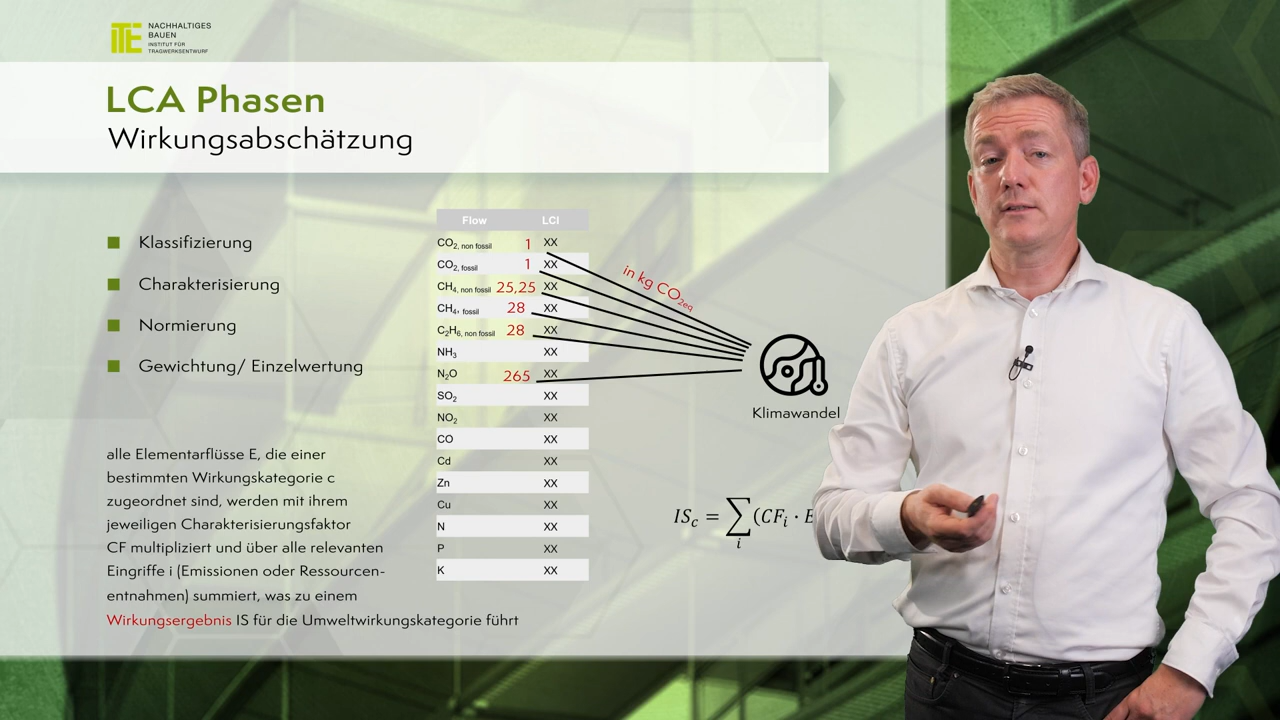 NACHHALTIGES
BAUEN
INSTITUT FÜR
TRAGWERKSENTWURF
LCA Phasen
Wirkungsabschätzung
Klassifizierung
Charakterisierung
Normierung
Gewichtung/ Einzelwertung
alle Elementarflüsse E, die einer
bestimmten Wirkungskategorie c
zugeordnet sind, werden mit ihrem
jeweiligen Charakterisierungsfaktor
CF multipliziert und über alle relevanten
Eingriffe i (Emissionen oder Ressourcen-
entnahmen) summiert, was zu einem
Wirkungsergebnis IS für die Umweltwirkungskategorie führt
Flow LCI
CO2, non fossil 1 XX
CO2, fossil 1 XX
CH4, non fossil 25,25 XX
CH4, fossil 28 XX
C2H6, non fossil 28 XX
NH3 XX
N2O 265 XX
SO2 XX
NO2 XX
CO XX
Cd XX
Zn XX
Cu XX
N XX
P XX
K XX
in kg CO2eq
Klimawandel
ISc = ∑i (CFi · E